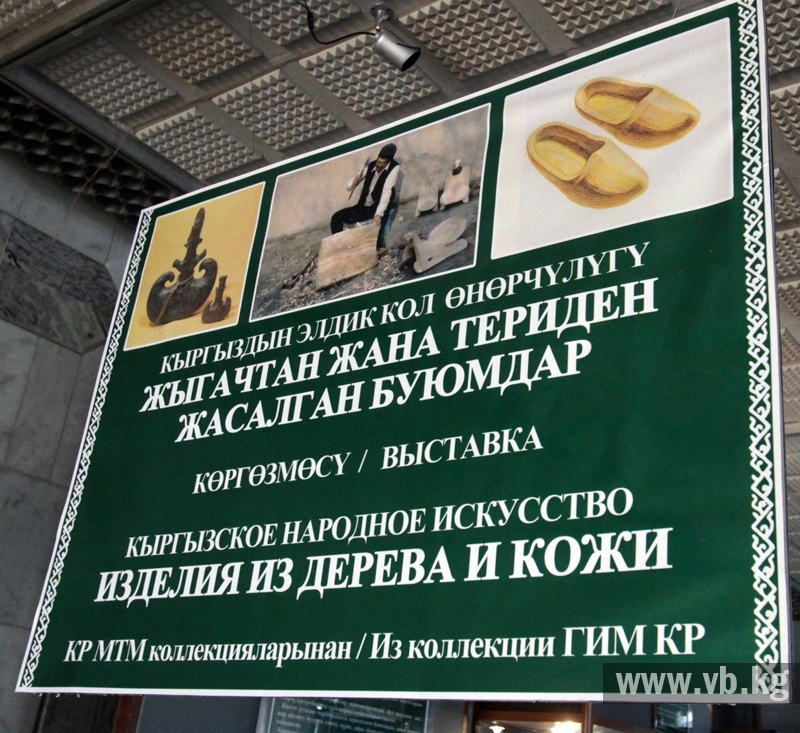 КЫРГЫЗДЫН ЭЛДИК КОЛ ӨНӨРЧҮЛҮГҮ
ЖЫГАЧТАН ЖАНА ТЕРИДЕН
ЖАСАЛГАН БУЮМДАР
КӨРГӨЗМӨСҮ / ВЫСТАВКА
КЫРГЫЗСКОЕ НАРОДНОЕ ИСКУССТВО
ИЗДЕЛИЯ ИЗ ДЕРЕВА И КОЖИ
КР МТМ коллекцияларынан / Из коллекции ГИМ КР
www.vb.kg